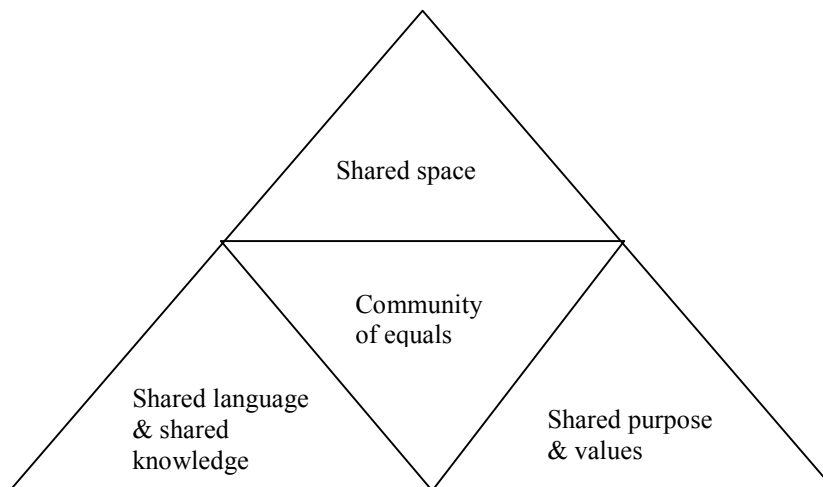 Shared space
Community
of equals
Shared language
& shared
knowledge
Shared purpose
& values